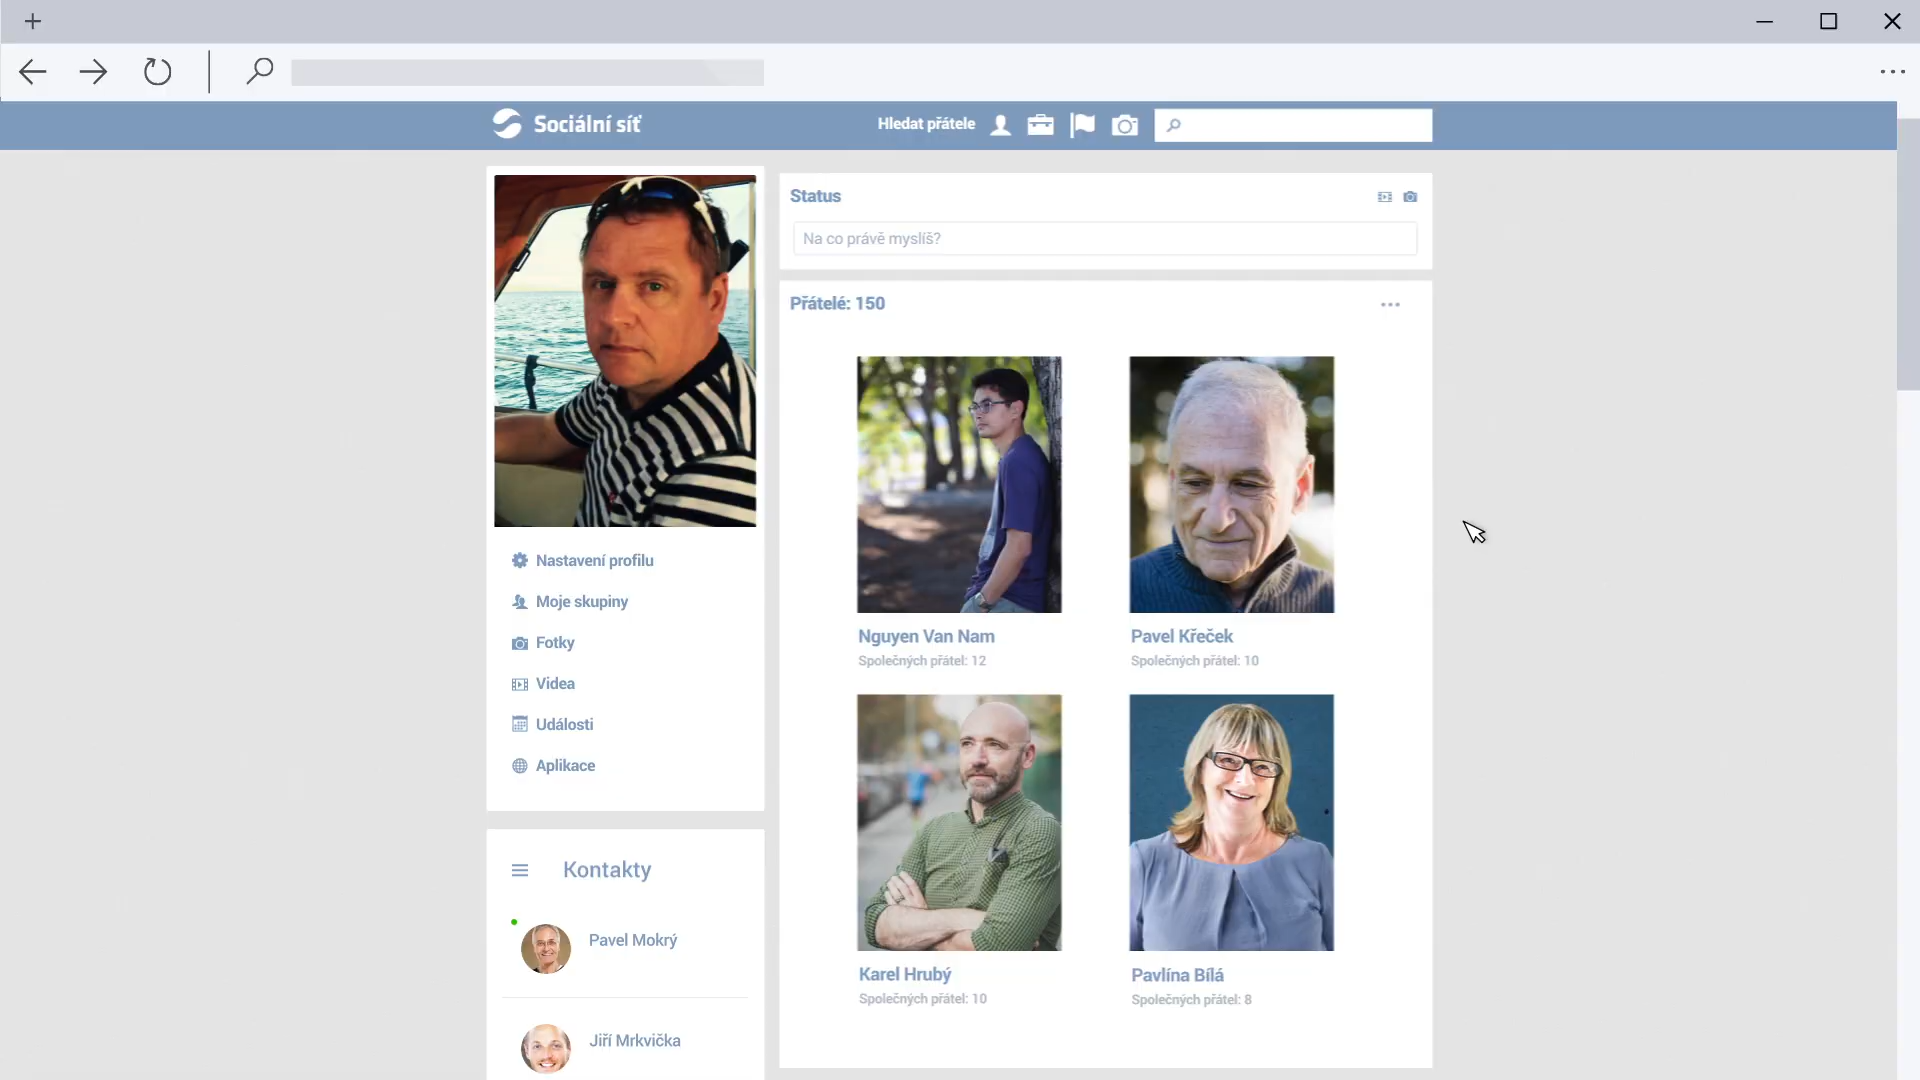 Sociální síť
Hledat přátele
Status
Na co právě myslíš?
Přátelé: 150
Nguyen Van Nam
Společných přátel: 12
Pavel Křeček
Společných přátel: 10
Karel Hrubý
Společných přátel: 10
Pavlína Bílá
Společných přátel: 8
Nastavení profilu
Moje skupiny
Fotky
Videa
Události
Aplikace
Kontakty
Pavel Mokrý
Jiří Mrkvička